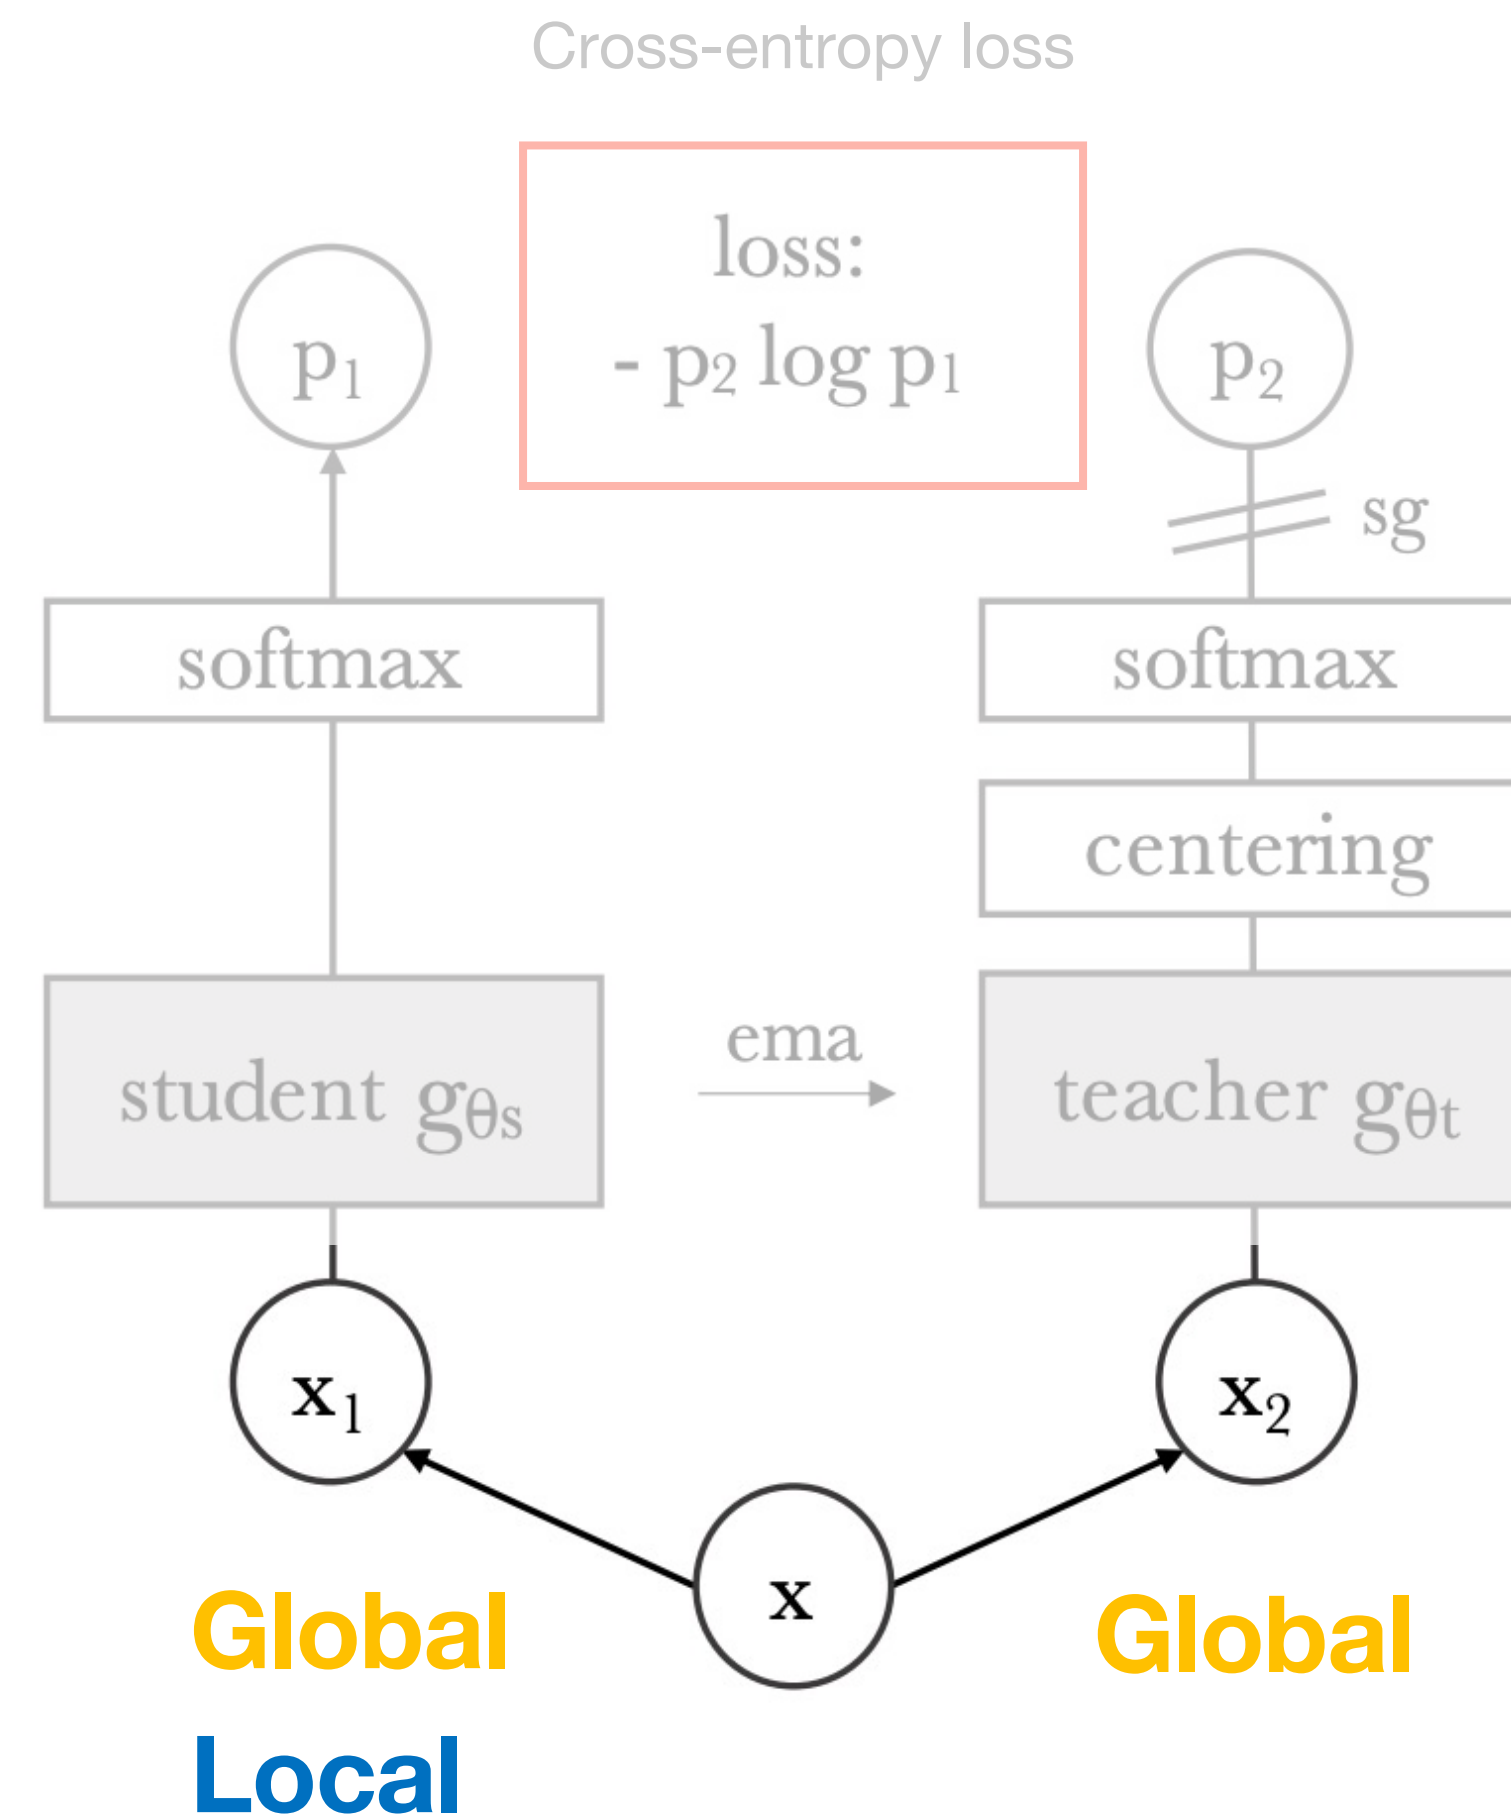 Cross-entropy loss
loss:
- p₂ log p₁
p₁
p₂
sg
softmax
softmax
centering
ema
student gθs
teacher gθt
x₁
x₂
x
Global
Global
Local